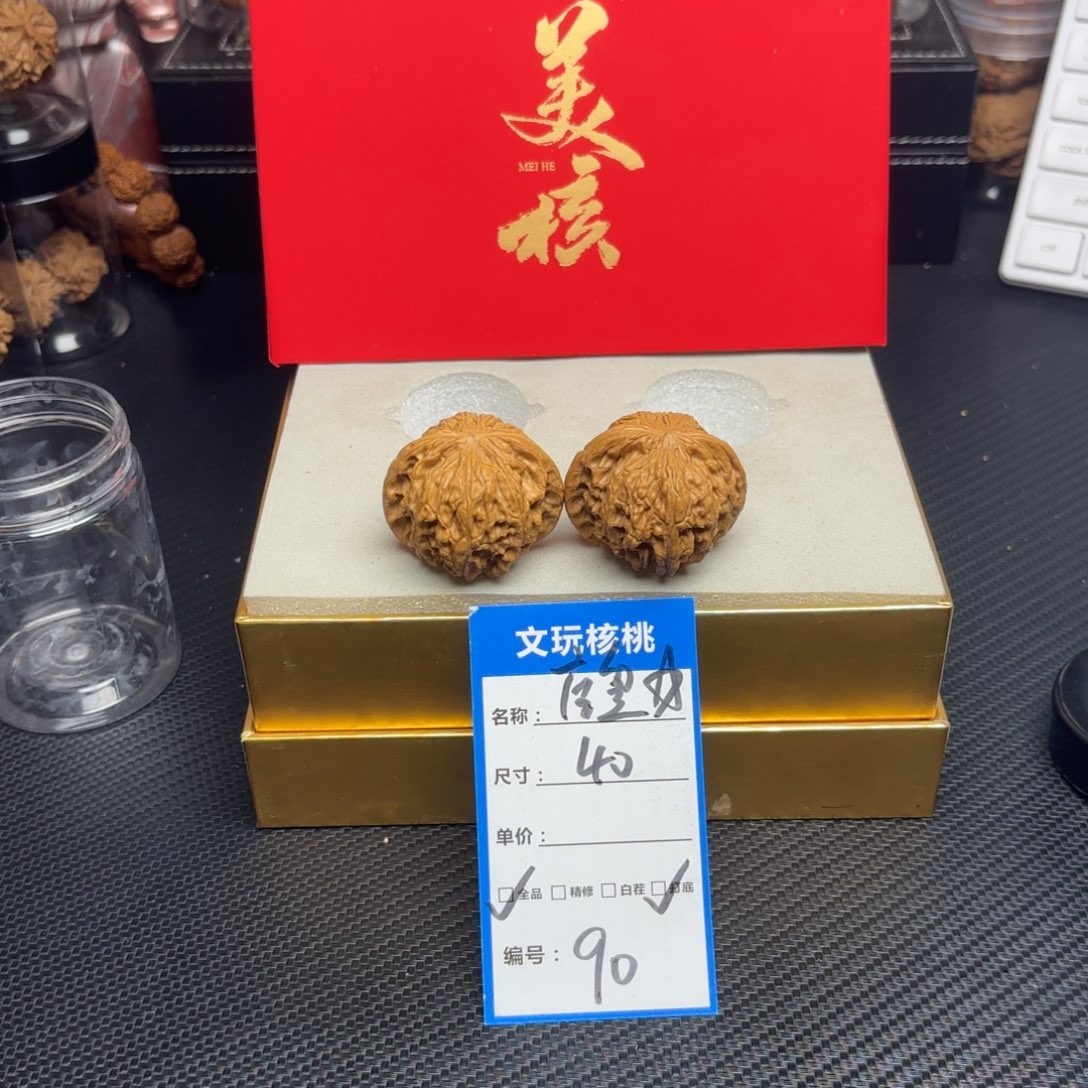 美核
MEI HE
文玩核桃
名称：
尺寸：40
单价：
✓全品 □精修 □白茬 ✓打底
编号：90